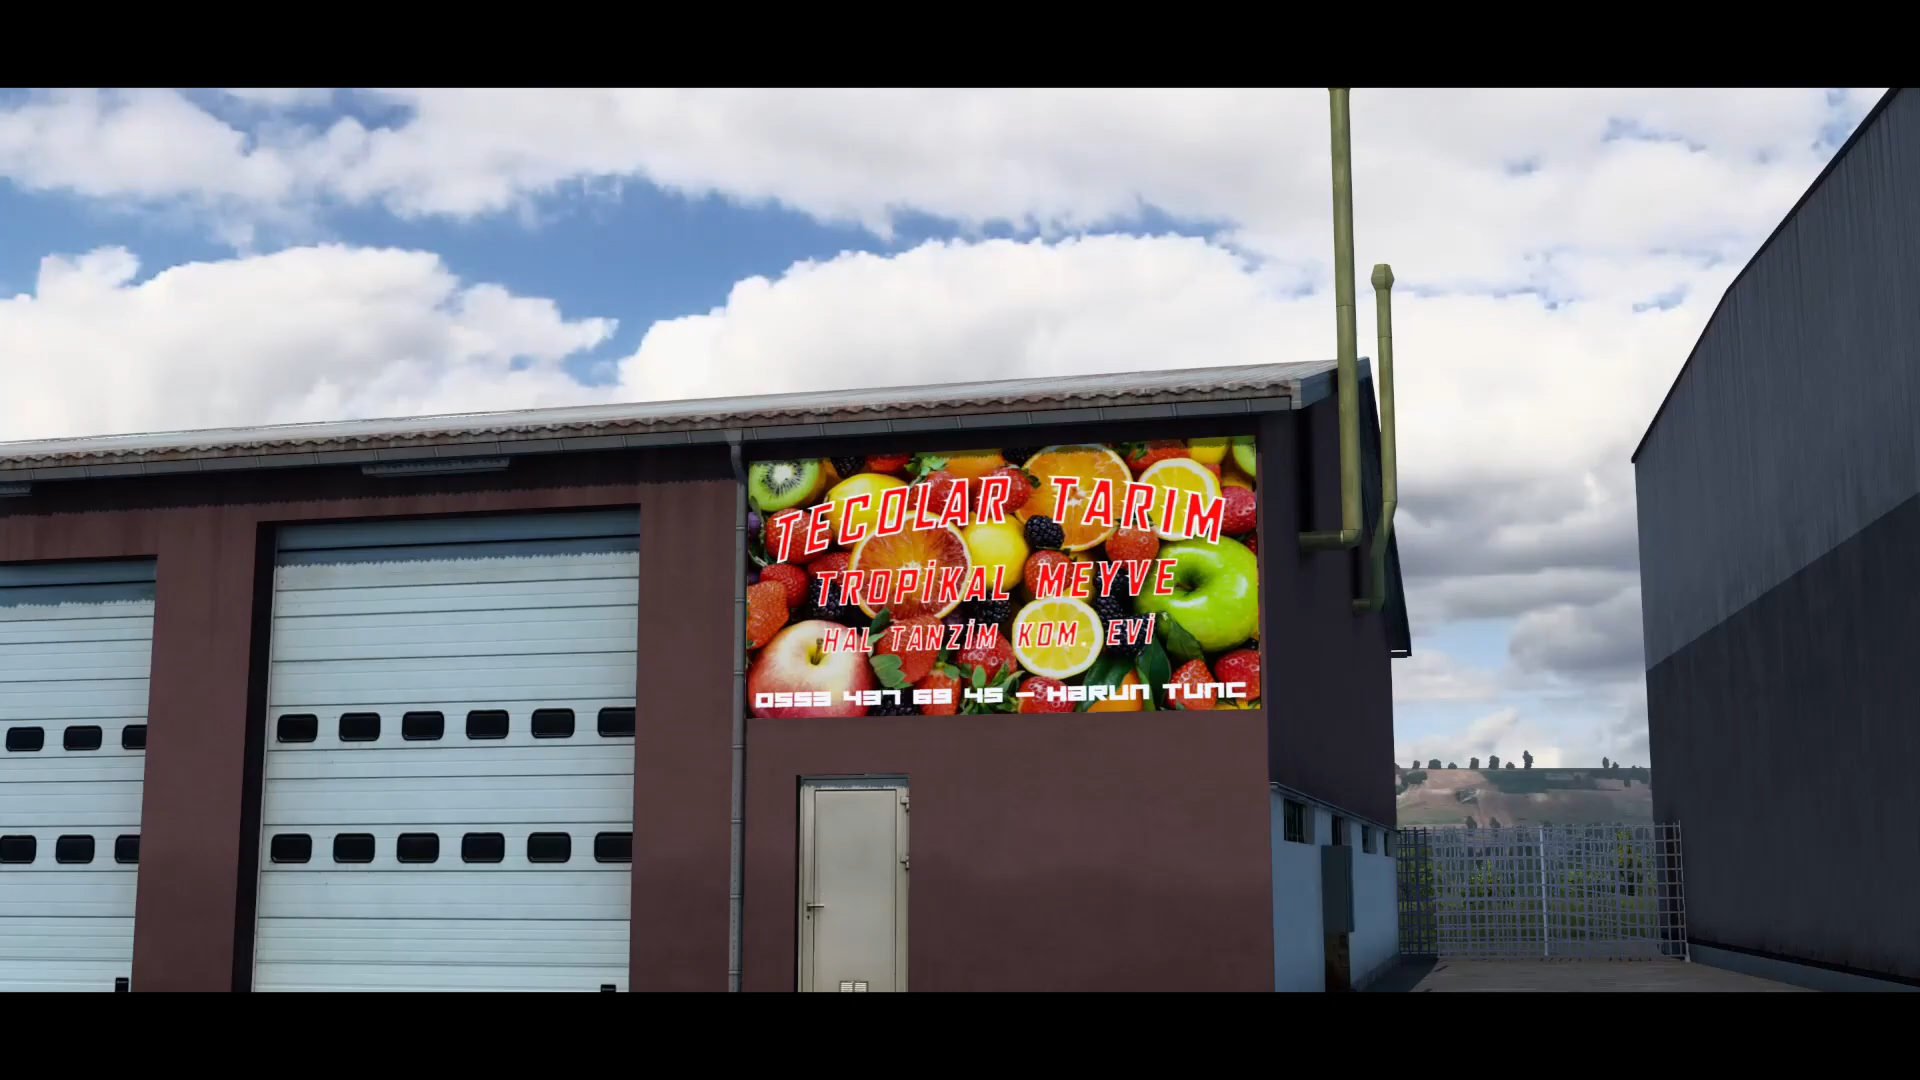 TECOLAR TARIM
TROPİKAL MEYVE
HAL TANZİM KOM. EVİ
0553 437 69 45 - HARUN TUNC